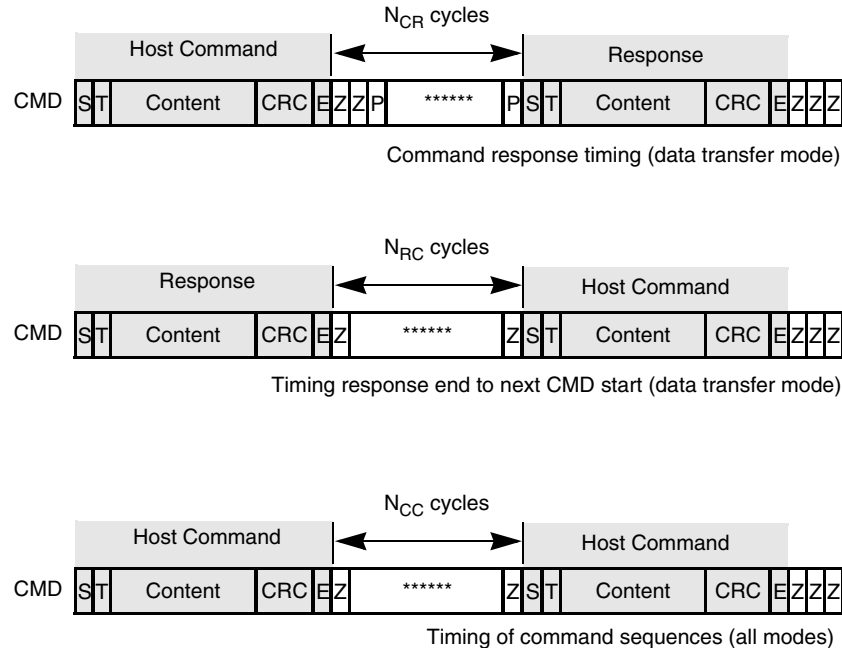 N_CR cycles
Host Command Response
CMD S T Content CRC E Z Z P ****** P S T Content CRC E Z Z Z
Command response timing (data transfer mode)
N_RC cycles
Response Host Command
CMD S T Content CRC E Z ****** Z S T Content CRC E Z Z Z
Timing response end to next CMD start (data transfer mode)
N_CC cycles
Host Command Host Command
CMD S T Content CRC E Z ****** Z S T Content CRC E Z Z Z
Timing of command sequences (all modes)